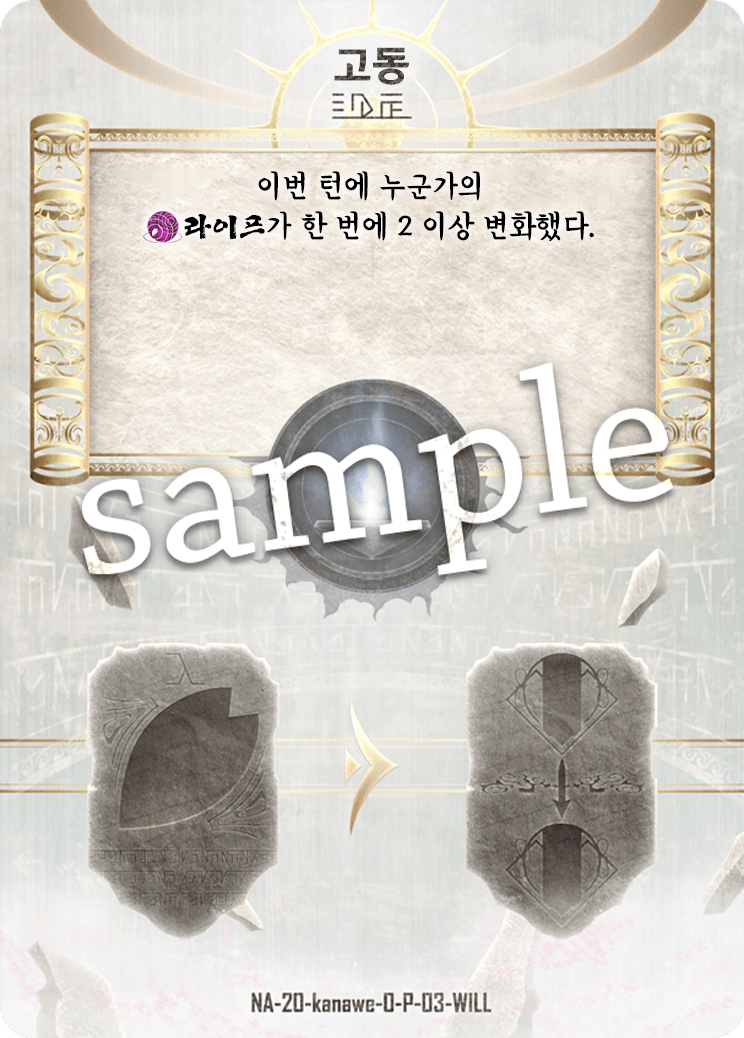 고동
이번 턴에 누군가의
라이프가 한 번에 2 이상 변화했다.
sample
NA-20-kanawe-O-P-03-WILL